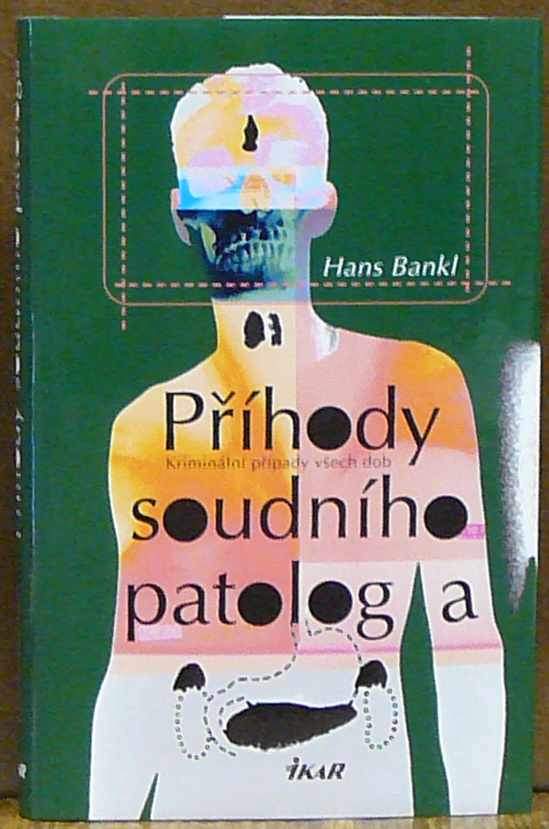 Hans Bankl
Příhody
Kriminální případy všech dob
soudního
patologa
IKAR